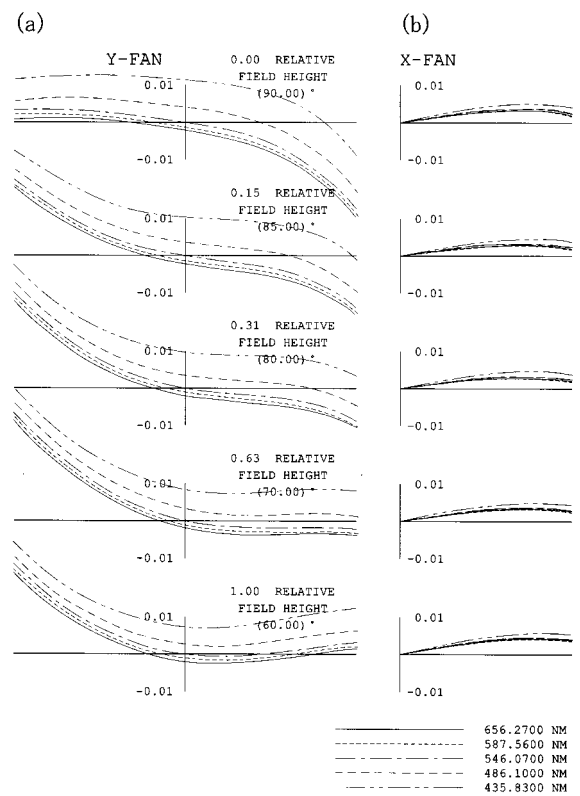 (a) (b)
Y-FAN 0.00 RELATIVE X-FAN
FIELD HEIGHT
0.01 (90.00)° 0.01
-0.01 -0.01
0.15 RELATIVE
FIELD HEIGHT
0.01 (85.00)° 0.01
-0.01 -0.01
0.31 RELATIVE
FIELD HEIGHT
0.01 (80.00)° 0.01
-0.01 -0.01
0.63 RELATIVE
FIELD HEIGHT
0.01 (70.00)° 0.01
-0.01 -0.01
1.00 RELATIVE
FIELD HEIGHT
0.01 (60.00)° 0.01
-0.01 -0.01
656.2700 NM
587.5600 NM
546.0700 NM
486.1000 NM
435.8300 NM